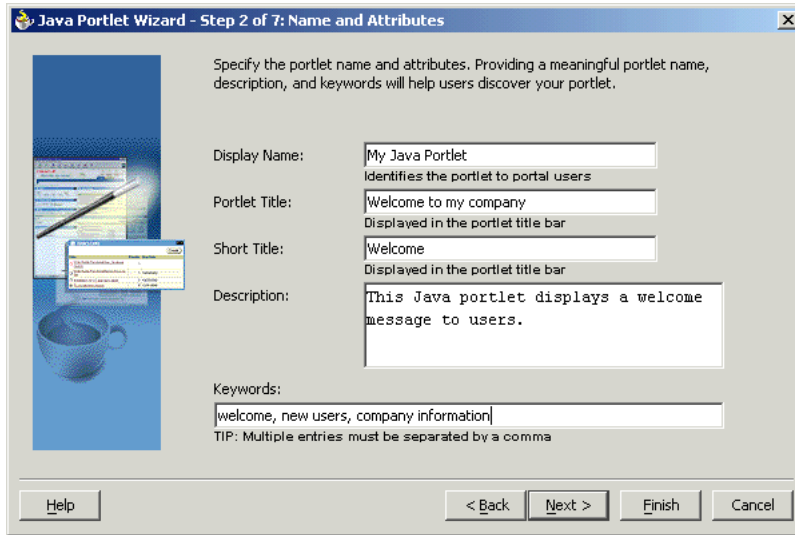 Java Portlet Wizard - Step 2 of 7: Name and Attributes
Specify the portlet name and attributes. Providing a meaningful portlet name,
description, and keywords will help users discover your portlet.
Display Name: My Java Portlet
Identifies the portlet to portal users
Portlet Title: Welcome to my company
Displayed in the portlet title bar
Short Title: Welcome
Displayed in the portlet title bar
Description: This Java portlet displays a welcome
message to users.
Keywords:
welcome, new users, company information
TIP: Multiple entries must be separated by a comma
Help < Back Next > Finish Cancel